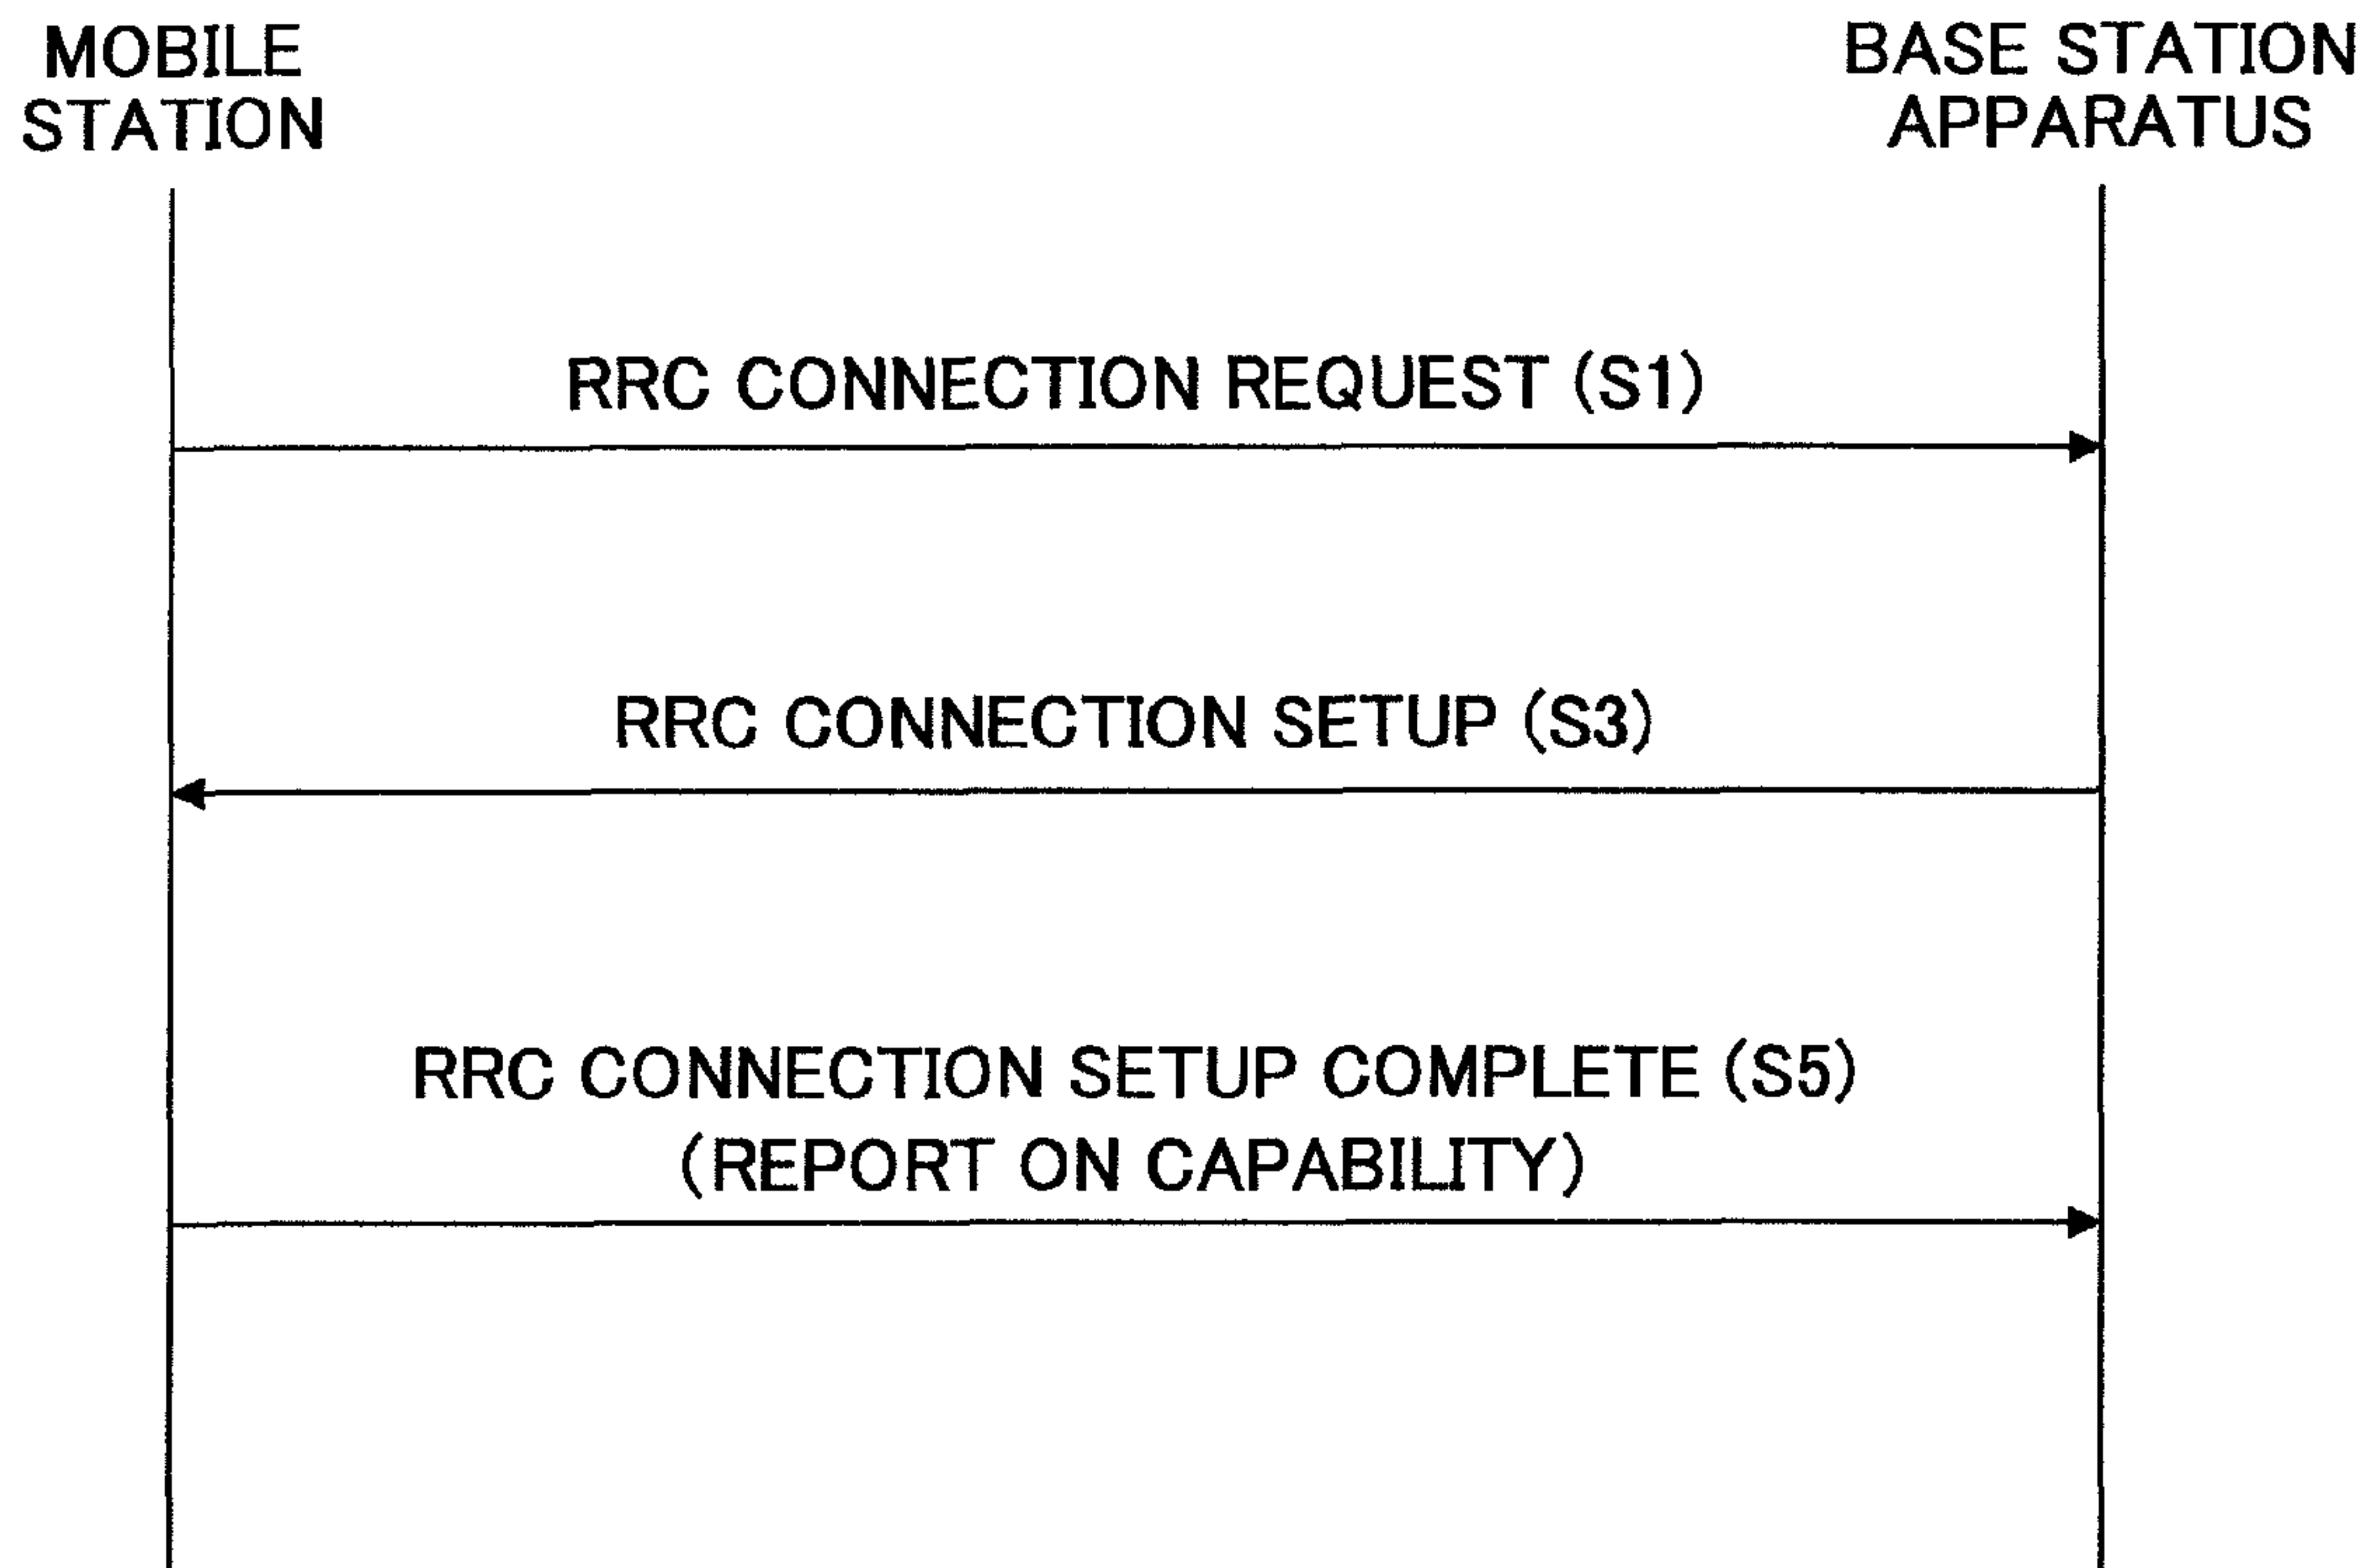 MOBILE
STATION
BASE STATION
APPARATUS
RRC CONNECTION REQUEST (S1)
RRC CONNECTION SETUP (S3)
RRC CONNECTION SETUP COMPLETE (S5)
(REPORT ON CAPABILITY)